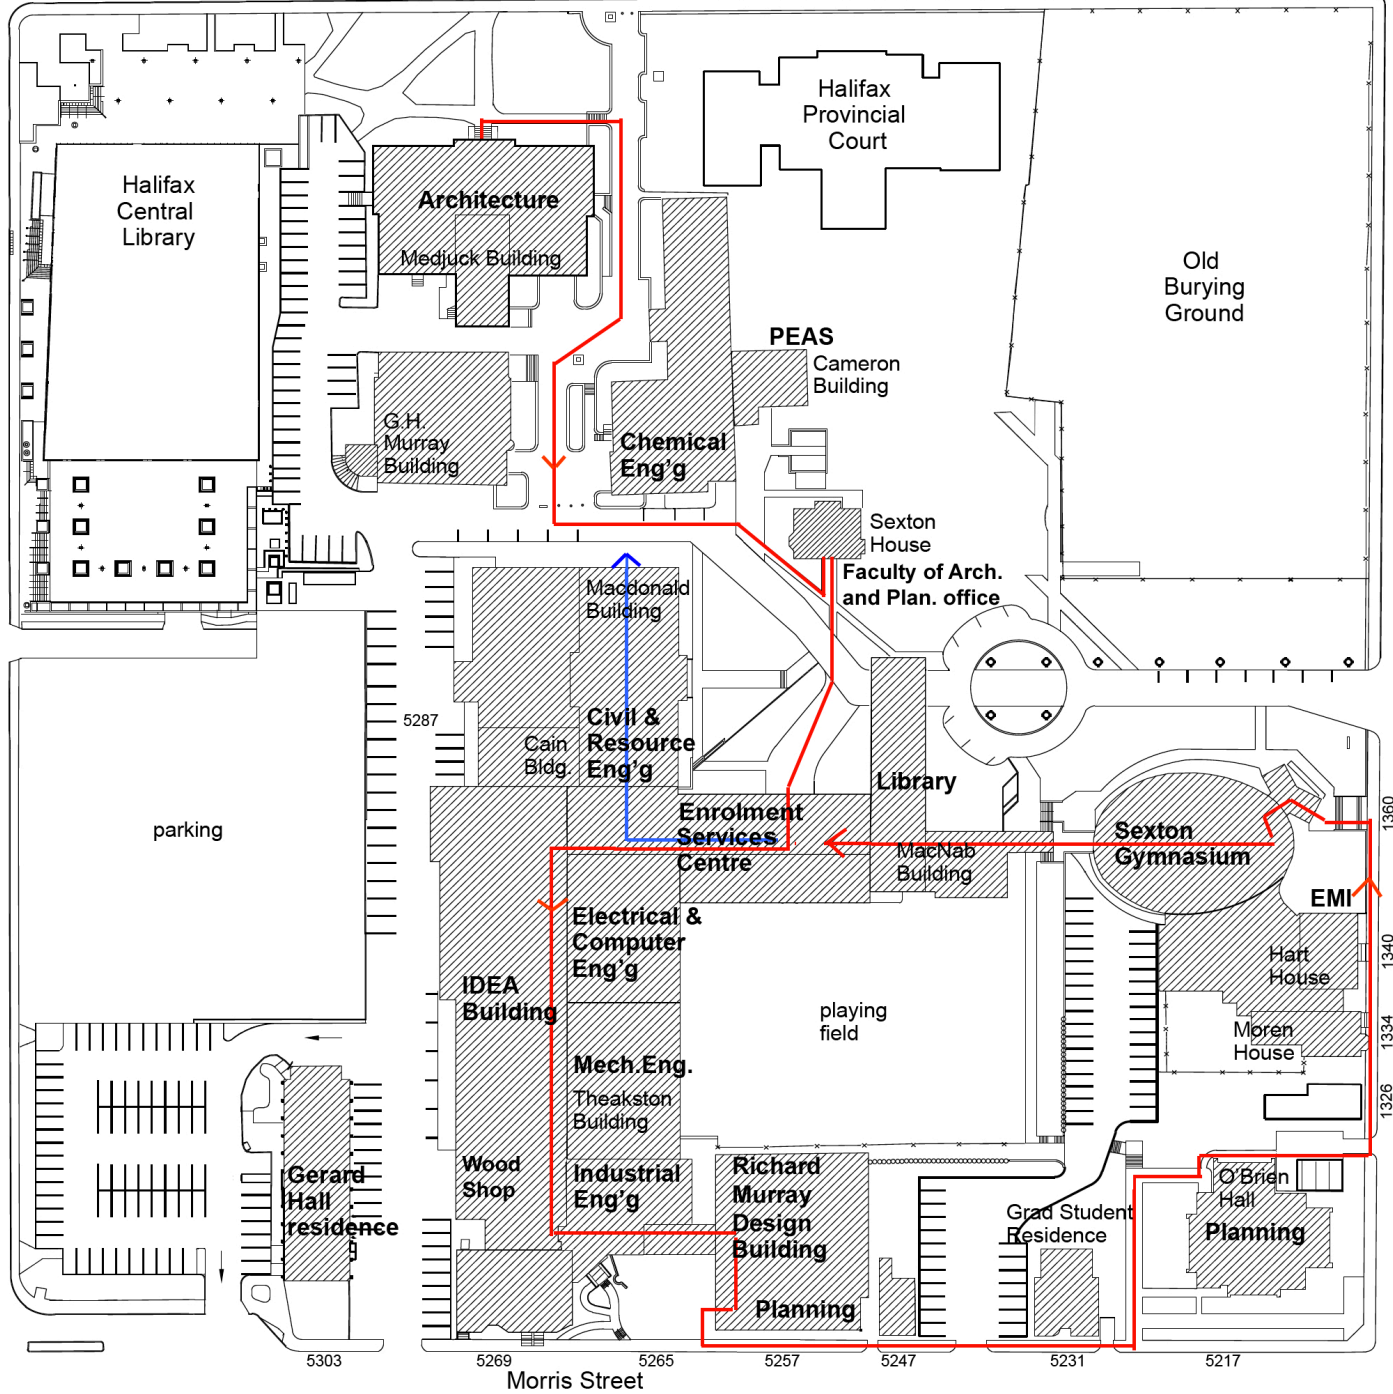 Halifax
Central
Library
Architecture
Medjuck Building
Halifax
Provincial
Court
Old
Burying
Ground
PEAS
Cameron
Building
G.H.
Murray
Building
Chemical
Eng'g
Sexton
House
Faculty of Arch.
and Plan. office
Macdonald
Building
5287
Civil &
Resource
Eng'g
Cain
Bldg.
Library
parking
Enrolment
Services
Centre
MacNab
Building
Sexton
Gymnasium
1360
EMI
Electrical &
Computer
Eng'g
IDEA
Building
Hart
House
1340
playing
field
Moren
House
1334
Mech.Eng.
Theakston
Building
1326
Wood
Shop
Industrial
Eng'g
Richard
Murray
Design
Building
Planning
Gerard
Hall
residence
Grad Student
Residence
O'Brien
Hall
Planning
5303
5269
5265
5257
5247
5231
5217
Morris Street